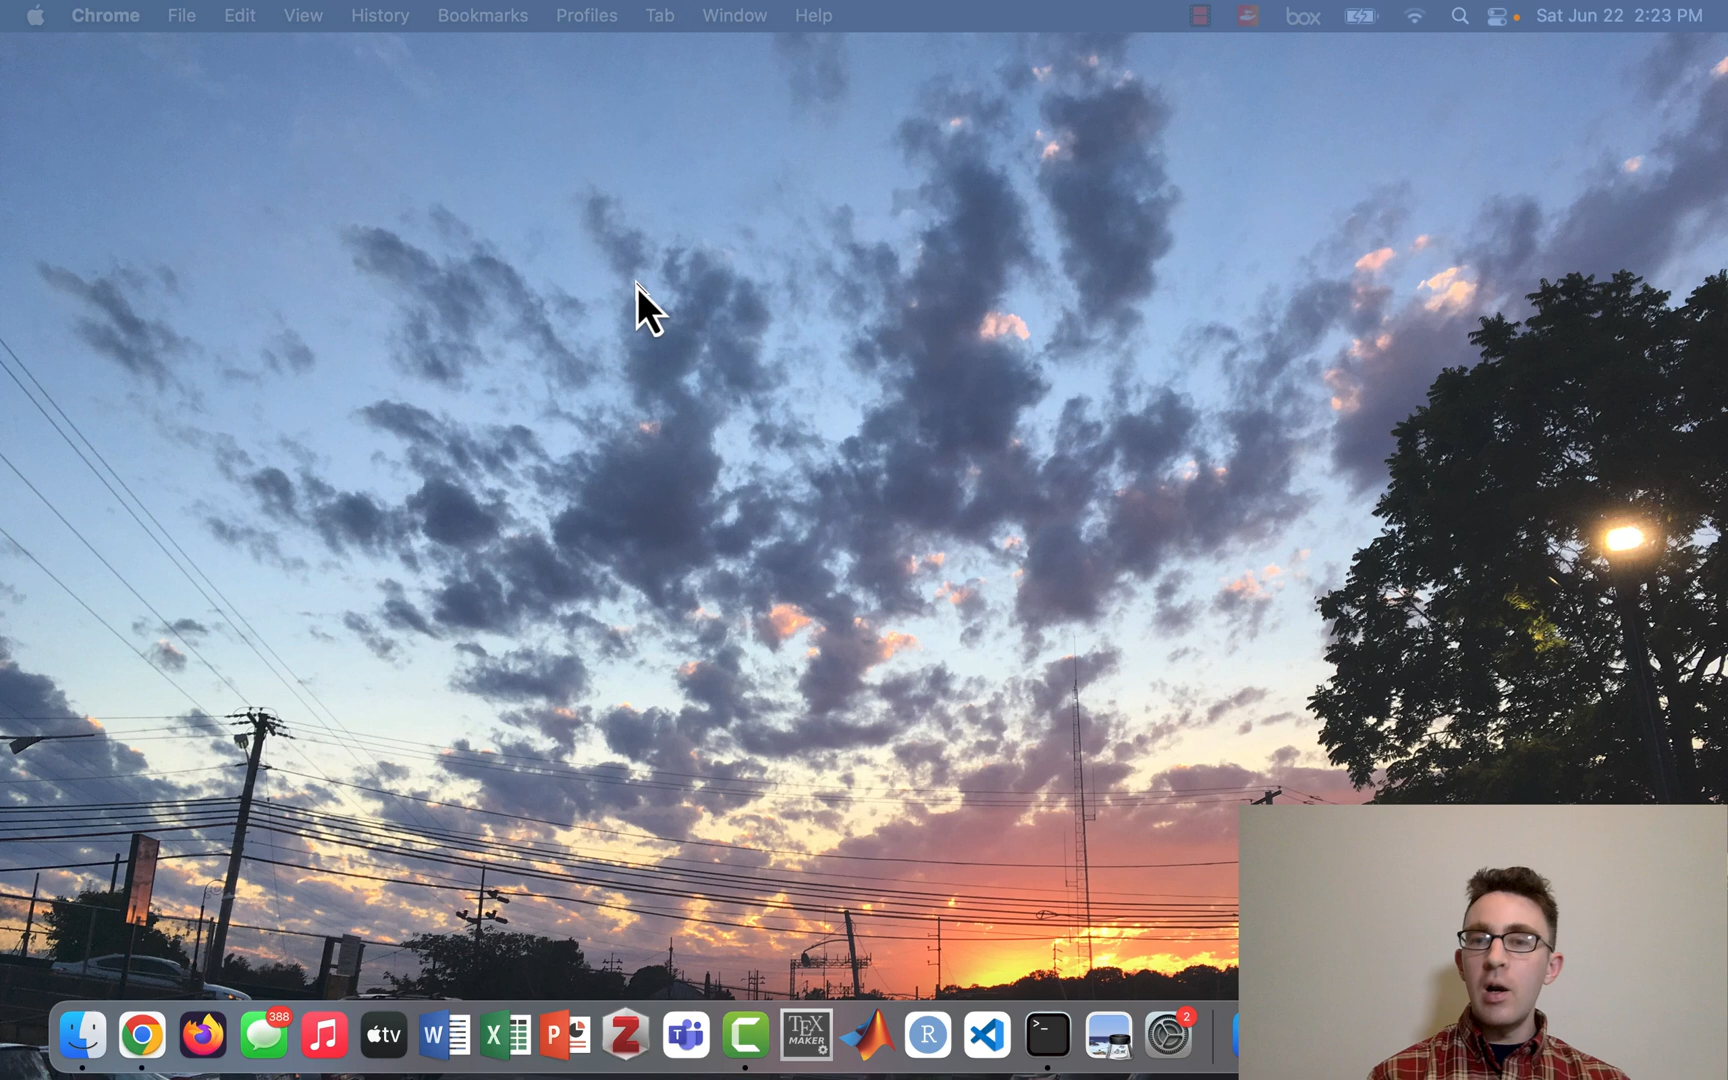 Chrome File Edit View History Bookmarks Profiles Tab Window Help box Sat Jun 22 2:23 PM
388 tv W X P Z T C TEX MAKER R >_ 2